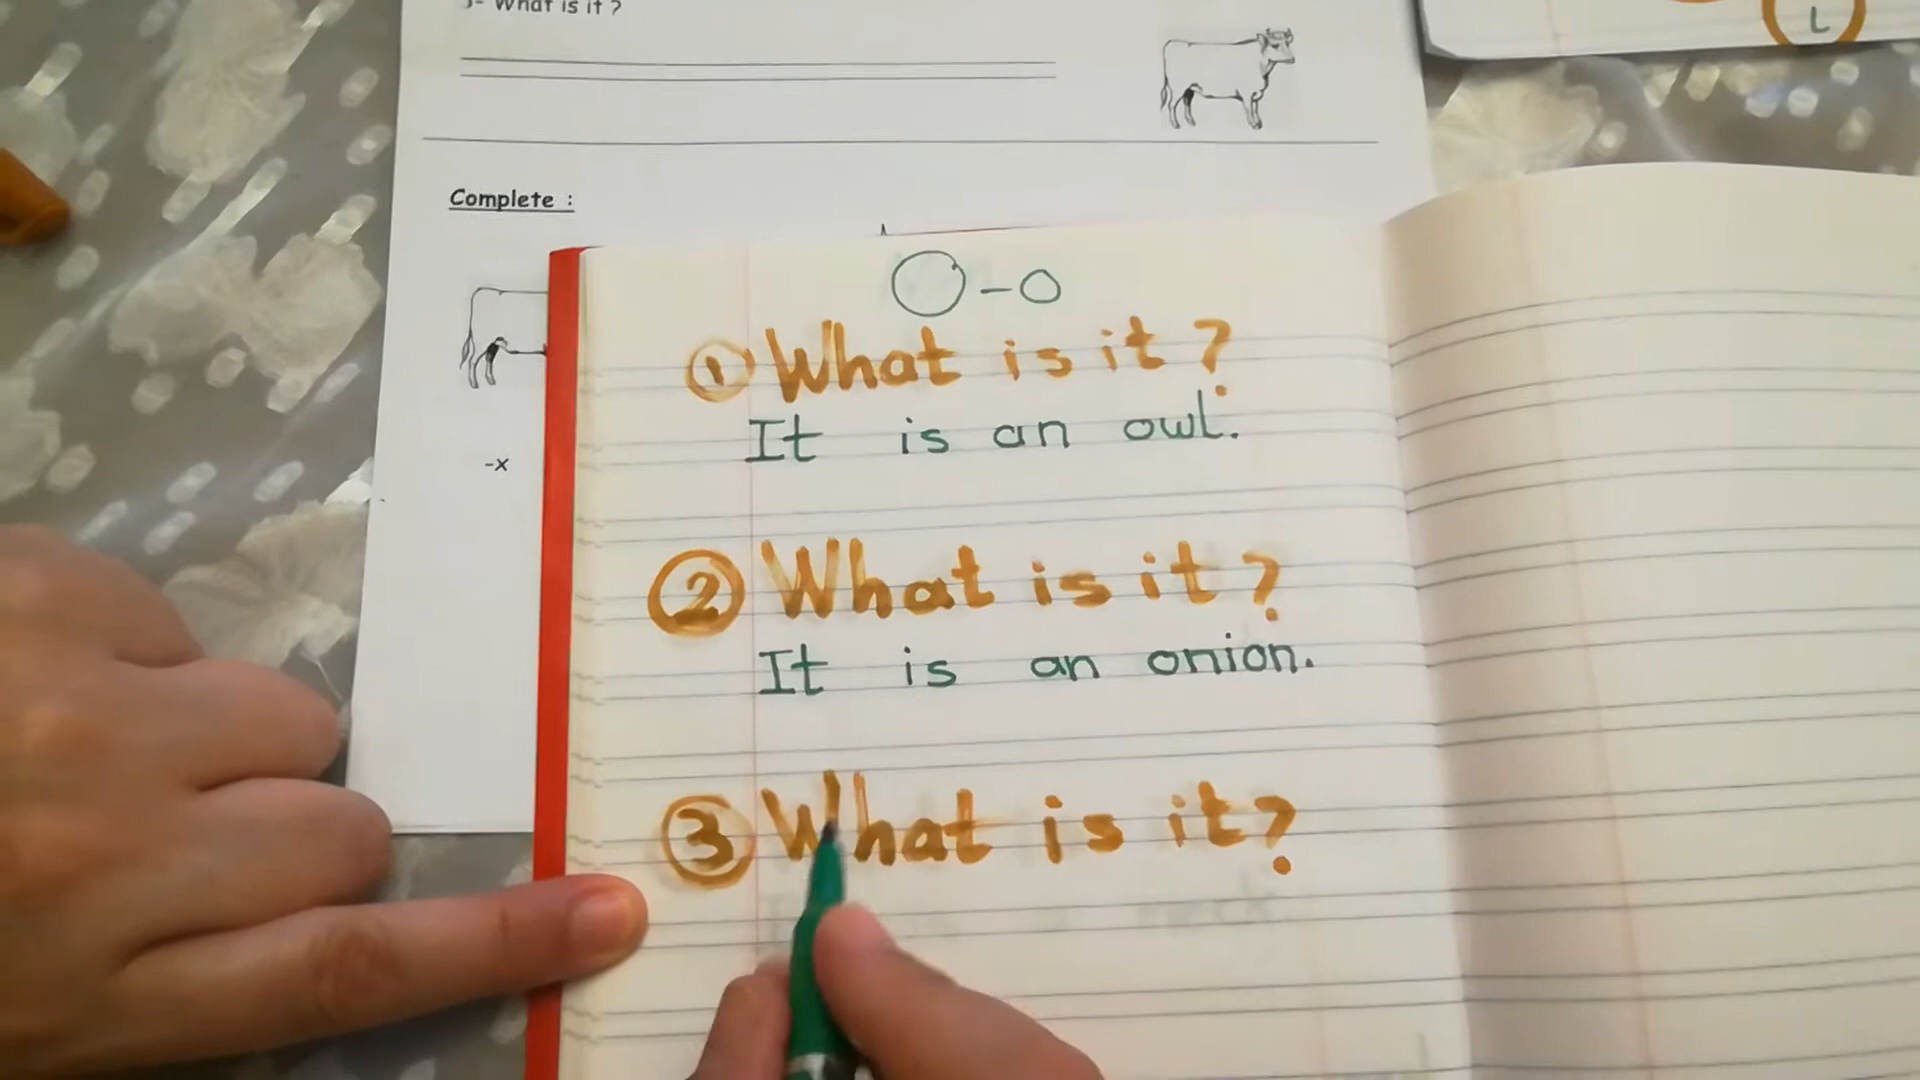 What is it ?
Complete :
-x
L
O-o
① What is it ?
It is an owl.
② What is it ?
It is an onion.
③ What is it ?